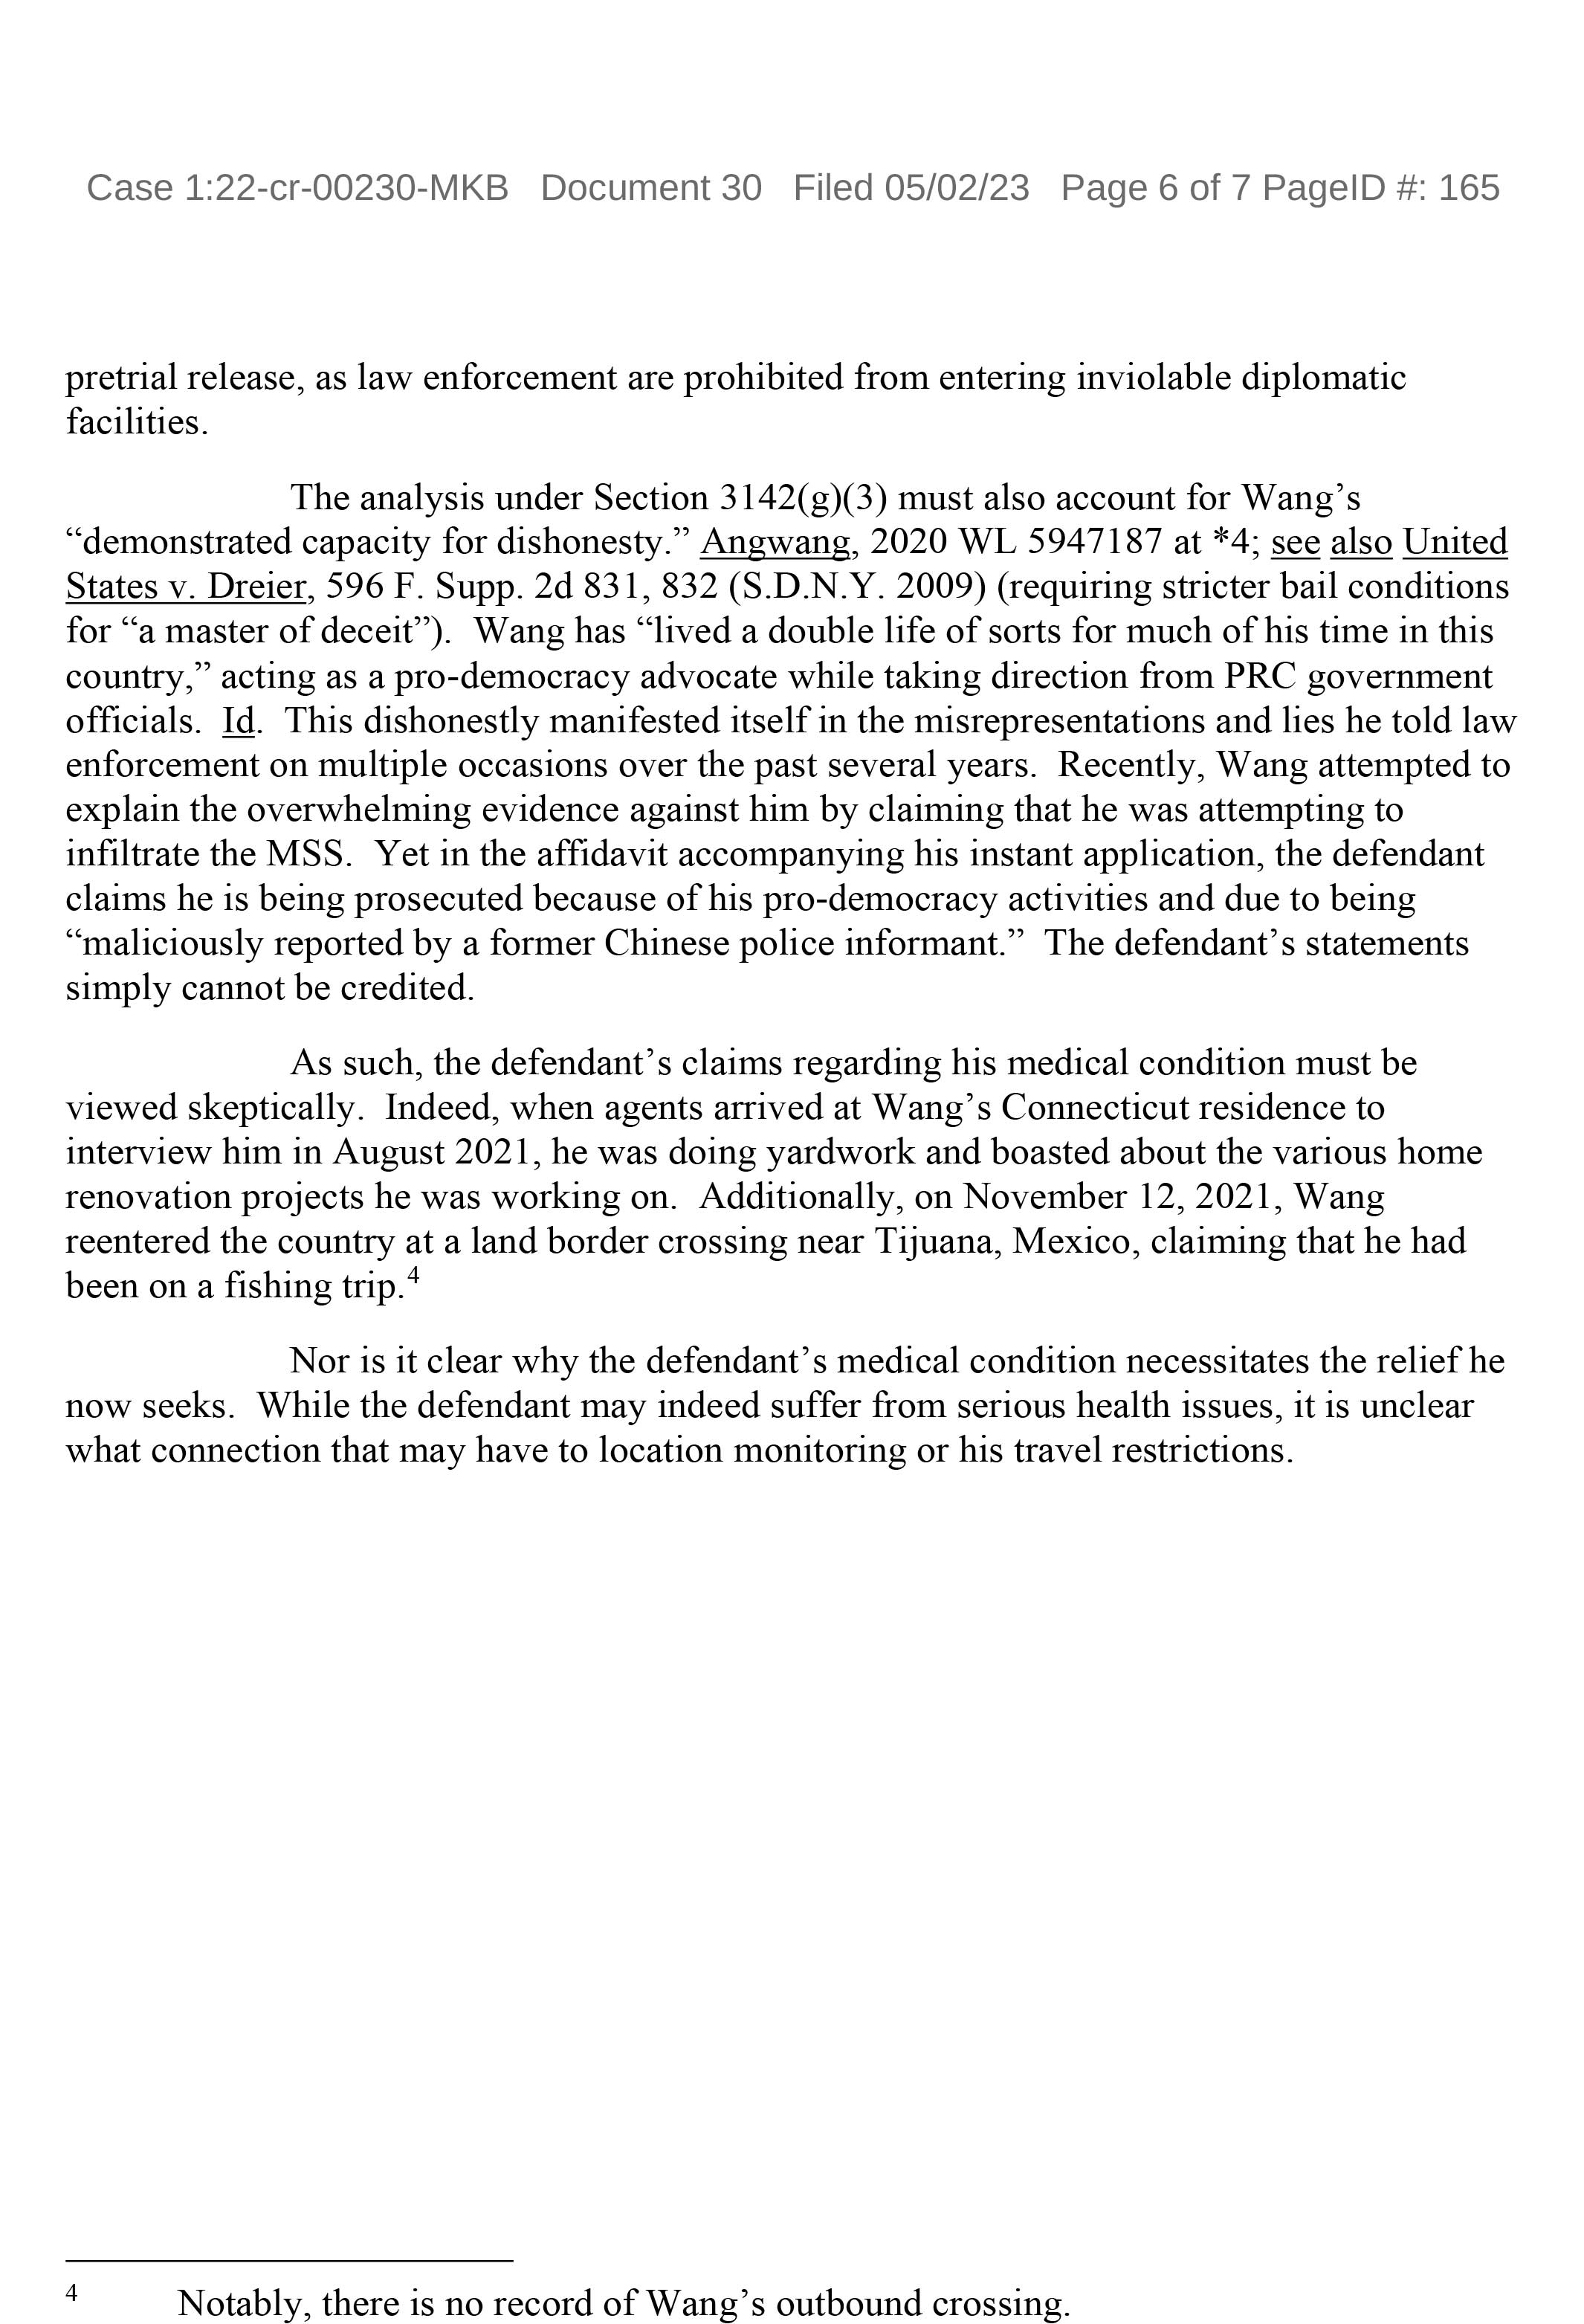 Case 1:22-cr-00230-MKB Document 30 Filed 05/02/23 Page 6 of 7 PageID #: 165
pretrial release, as law enforcement are prohibited from entering inviolable diplomatic
facilities.
The analysis under Section 3142(g)(3) must also account for Wang’s
“demonstrated capacity for dishonesty.” Angwang, 2020 WL 5947187 at *4; see also United
States v. Dreier, 596 F. Supp. 2d 831, 832 (S.D.N.Y. 2009) (requiring stricter bail conditions
for “a master of deceit”). Wang has “lived a double life of sorts for much of his time in this
country,” acting as a pro-democracy advocate while taking direction from PRC government
officials. Id. This dishonestly manifested itself in the misrepresentations and lies he told law
enforcement on multiple occasions over the past several years. Recently, Wang attempted to
explain the overwhelming evidence against him by claiming that he was attempting to
infiltrate the MSS. Yet in the affidavit accompanying his instant application, the defendant
claims he is being prosecuted because of his pro-democracy activities and due to being
“maliciously reported by a former Chinese police informant.” The defendant’s statements
simply cannot be credited.
As such, the defendant’s claims regarding his medical condition must be
viewed skeptically. Indeed, when agents arrived at Wang’s Connecticut residence to
interview him in August 2021, he was doing yardwork and boasted about the various home
renovation projects he was working on. Additionally, on November 12, 2021, Wang
reentered the country at a land border crossing near Tijuana, Mexico, claiming that he had
been on a fishing trip.4
Nor is it clear why the defendant’s medical condition necessitates the relief he
now seeks. While the defendant may indeed suffer from serious health issues, it is unclear
what connection that may have to location monitoring or his travel restrictions.
4 Notably, there is no record of Wang’s outbound crossing.